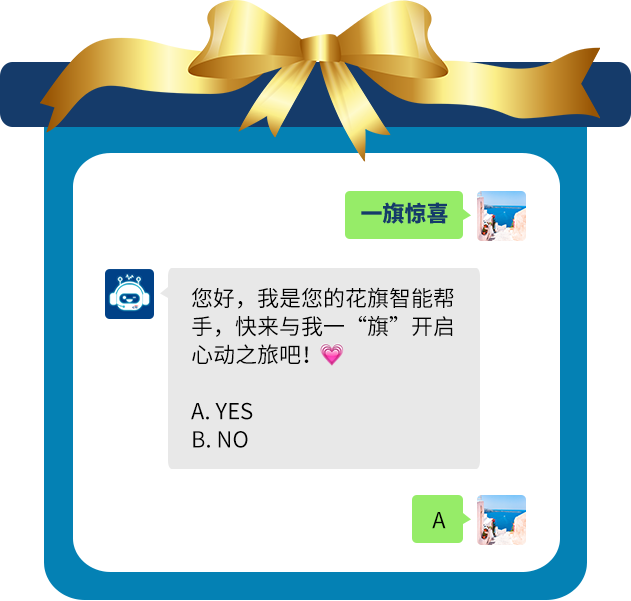 一旗惊喜
您好，我是您的花旗智能帮
手，快来与我一“旗”开启
心动之旅吧！💗
A. YES
B. NO
A